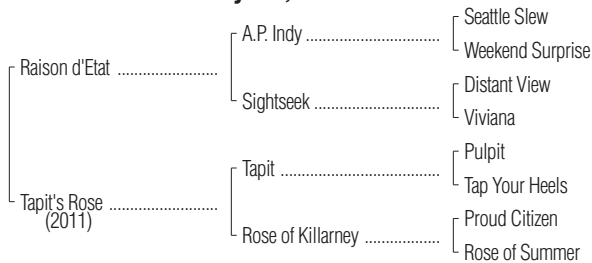 Seattle Slew
A.P. Indy ................................
Weekend Surprise
Raison d'Etat ........................
Distant View
Sightseek ..............................
Viviana
Pulpit
Tapit ......................................
Tap Your Heels
Tapit's Rose ..........................
(2011)
Proud Citizen
Rose of Killarney ..................
Rose of Summer